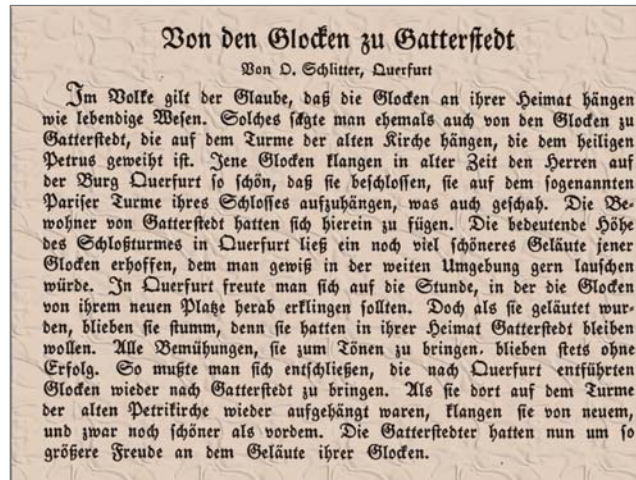 Von den Glocken zu Gatterstedt
Von O. Schlitter, Querfurt
Im Volke gilt der Glaube, daß die Glocken an ihrer Heimat hängen
wie lebendige Wesen. Solches sagte man ehemals auch von den Glocken zu
Gatterstedt, die auf dem Turme der alten Kirche hängen, die dem heiligen
Petrus geweiht ist. Jene Glocken klangen in alter Zeit den Herren auf
der Burg Querfurt so schön, daß sie beschlossen, sie auf dem sogenannten
Pariser Turme ihres Schlosses aufzuhängen, was auch geschah. Die Be-
wohner von Gatterstedt hatten sich hierein zu fügen. Die bedeutende Höhe
des Schloßturmes in Querfurt ließ ein noch viel schöneres Geläute jener
Glocken erhoffen, dem man gewiß in der weiten Umgebung gern lauschen
würde. In Querfurt freute man sich auf die Stunde, in der die Glocken
von ihrem neuen Platze herab erklingen sollten. Doch als sie geläutet wur-
den, blieben sie stumm, denn sie hatten in ihrer Heimat Gatterstedt bleiben
wollen. Alle Bemühungen, sie zum Tönen zu bringen, blieben stets ohne
Erfolg. So mußte man sich entschließen, die nach Querfurt entführten
Glocken wieder nach Gatterstedt zu bringen. Als sie dort auf dem Turme
der alten Petrikirche wieder aufgehängt waren, klangen sie von neuem,
und zwar noch schöner als vordem. Die Gatterstedter hatten nun um so
größere Freude an dem Geläute ihrer Glocken.